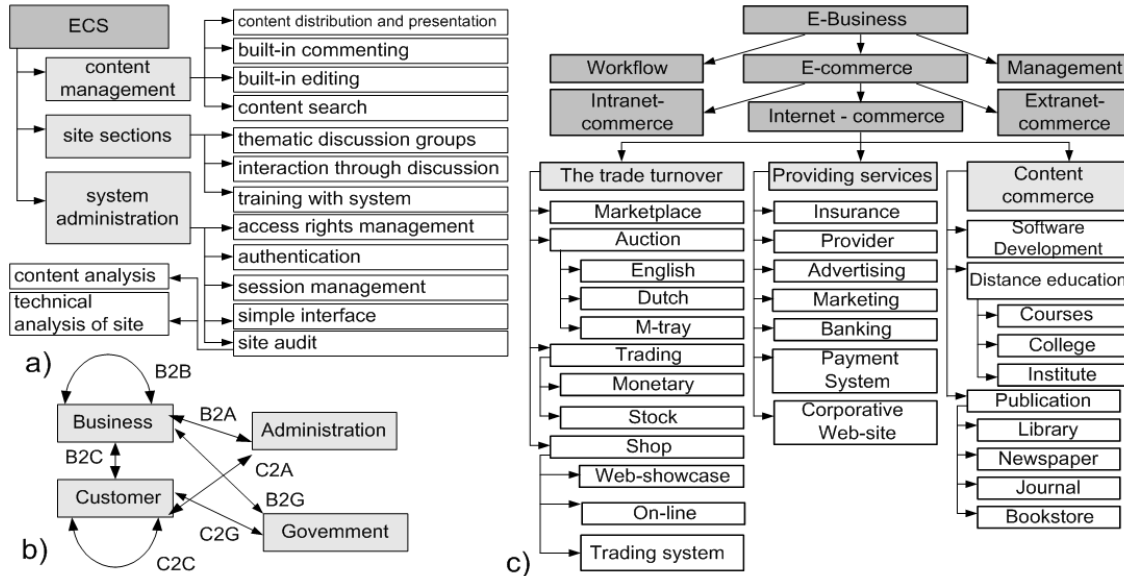 ECS
content
management
site sections
system
administration
content analysis
technical
analysis of site
content distribution and presentation
built-in commenting
built-in editing
content search
thematic discussion groups
interaction through discussion
training with system
access rights management
authentication
session management
simple interface
site audit
a)
B2B
Business
B2A
Administration
B2C
C2A
Customer
B2G
C2G
Government
C2C
b)
E-Business
Workflow
E-commerce
Management
Intranet-
commerce
Internet - commerce
Extranet-
commerce
The trade turnover
Marketplace
Auction
English
Dutch
M-tray
Trading
Monetary
Stock
Shop
Web-showcase
On-line
Trading system
Providing services
Insurance
Provider
Advertising
Marketing
Banking
Payment
System
Corporative
Web-site
Content
commerce
Software
Development
Distance education
Courses
College
Institute
Publication
Library
Newspaper
Journal
Bookstore
c)